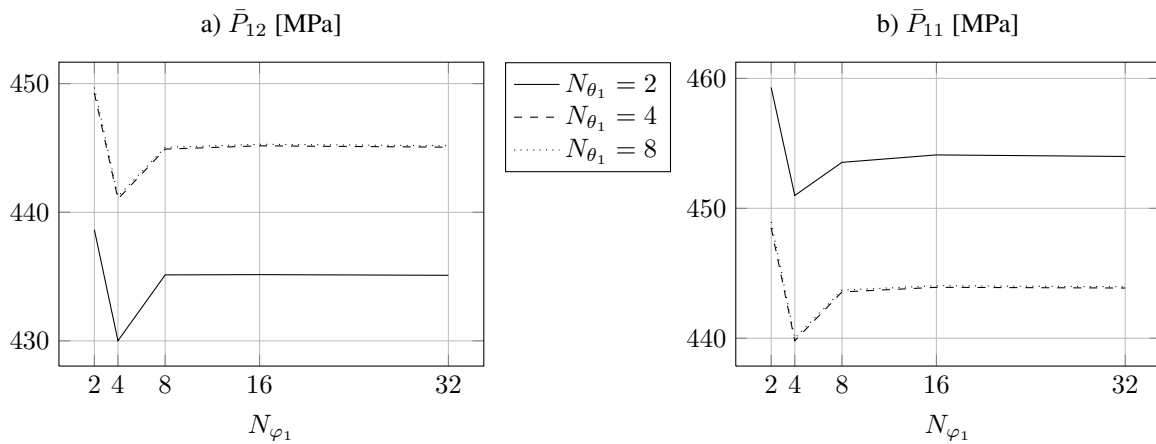 a) P̄₁₂ [MPa]
450
440
430
2 4 8 16 32
N_φ₁
N_θ₁ = 2
N_θ₁ = 4
N_θ₁ = 8
b) P̄₁₁ [MPa]
460
450
440
2 4 8 16 32
N_φ₁